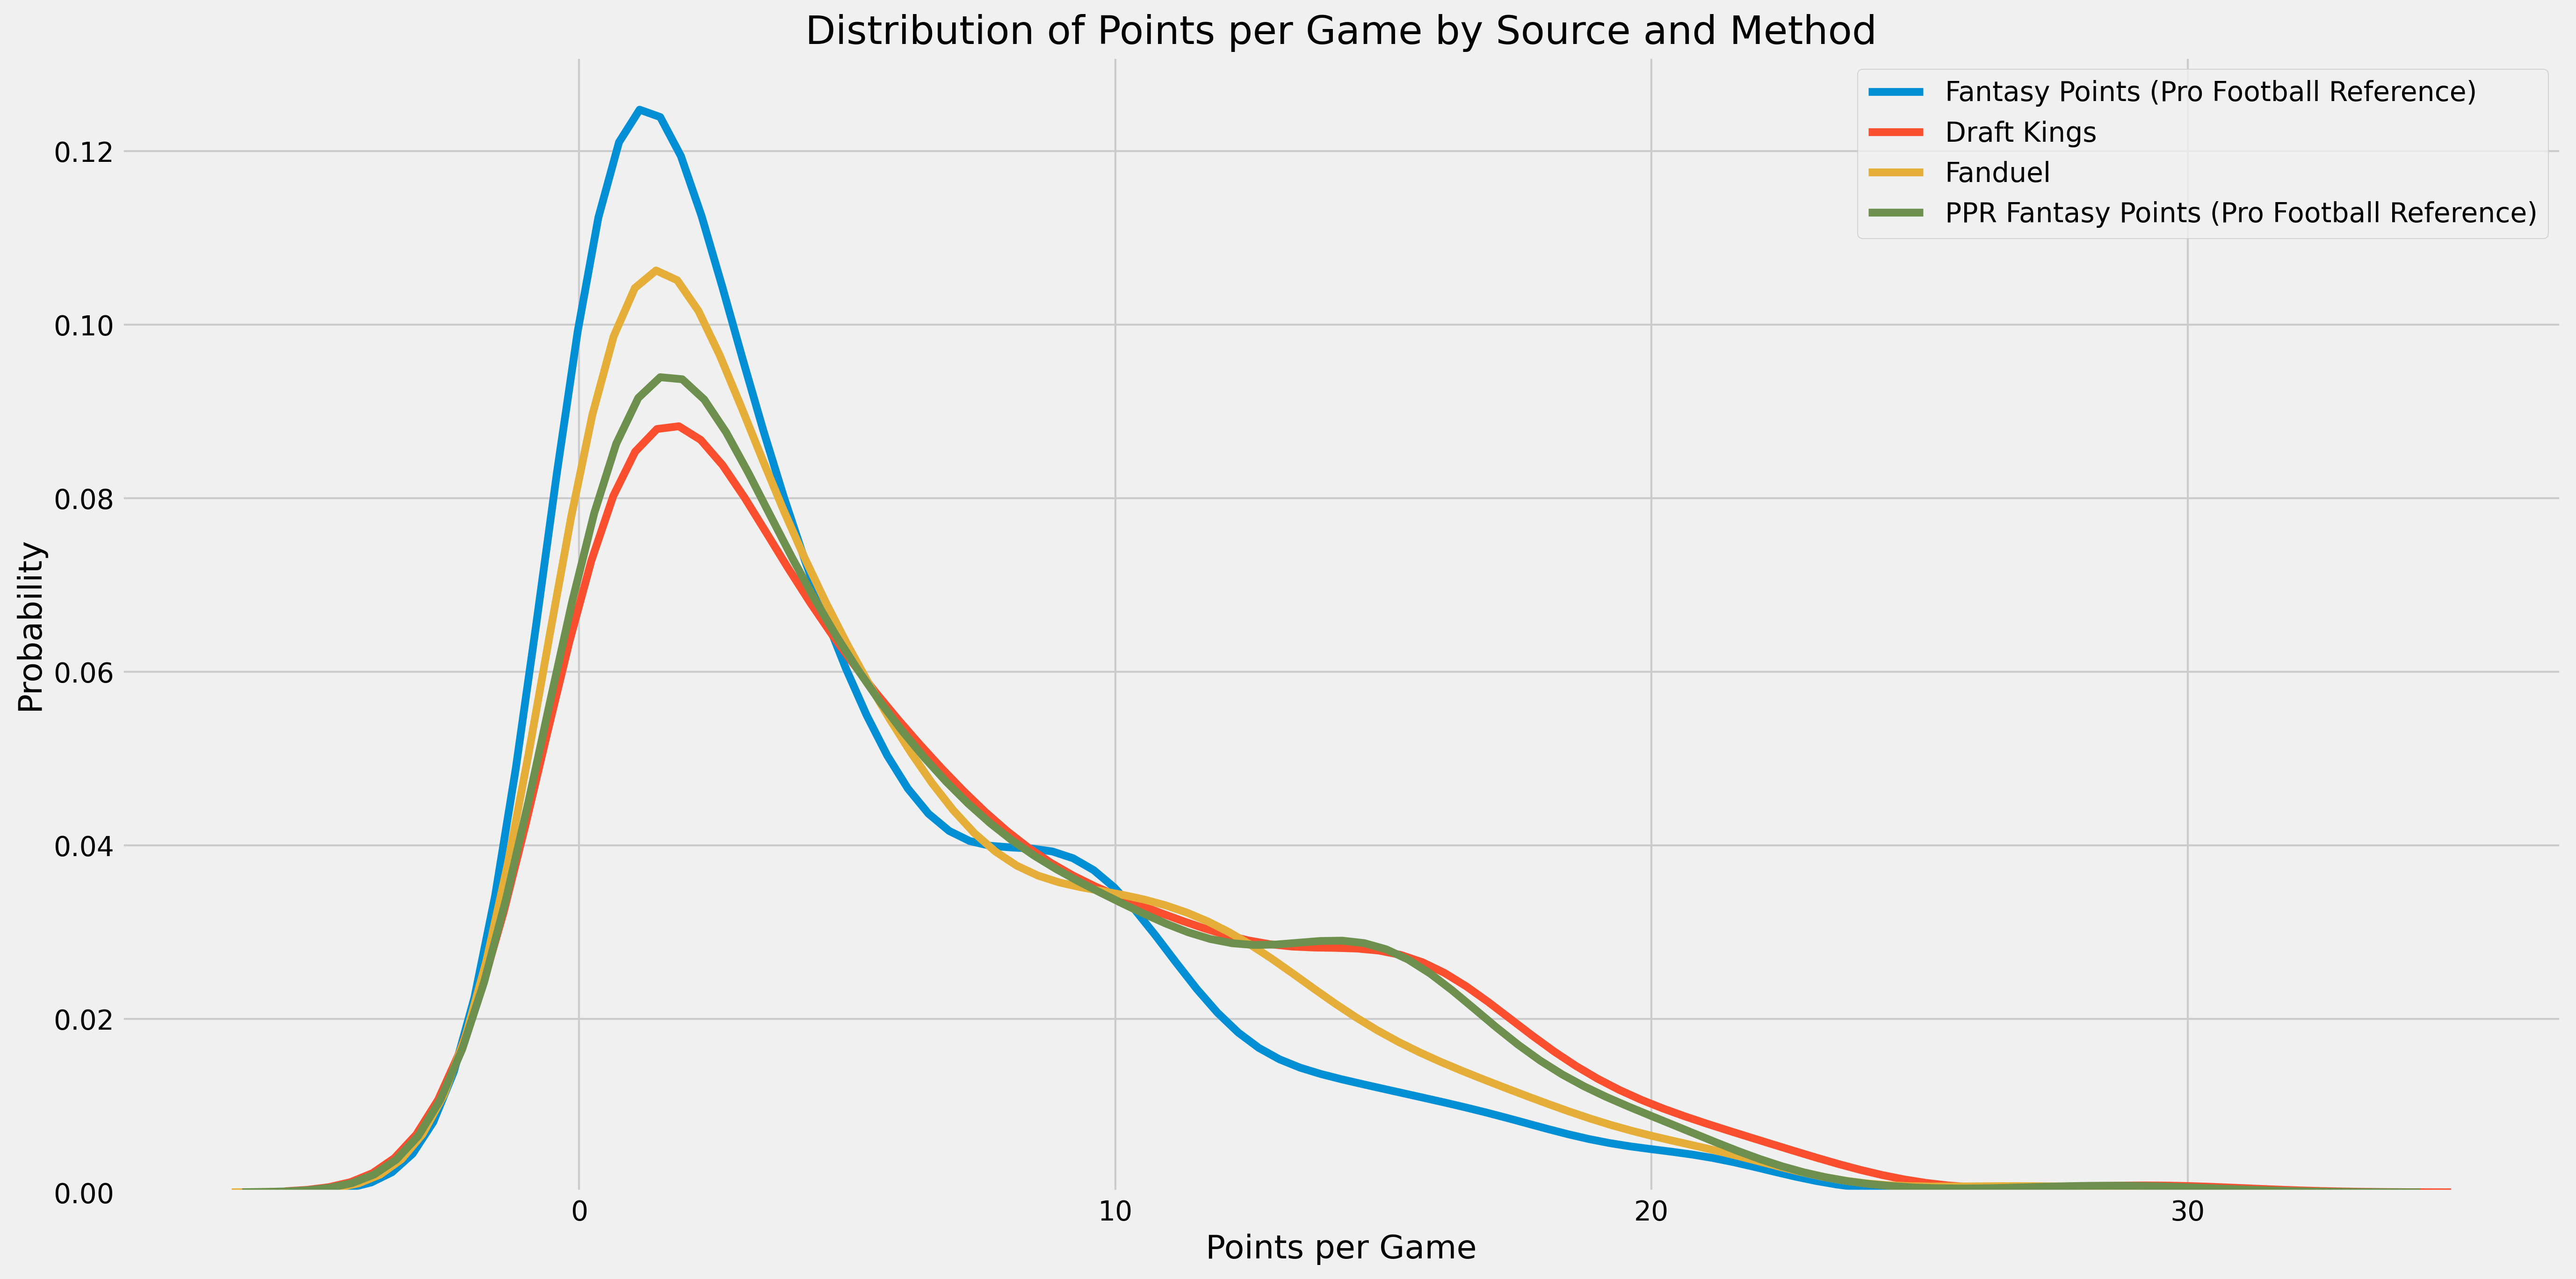 Distribution of Points per Game by Source and Method
Fantasy Points (Pro Football Reference)
Draft Kings
Fanduel
PPR Fantasy Points (Pro Football Reference)
Probability
0.12
0.10
0.08
0.06
0.04
0.02
0.00
0 10 20 30
Points per Game